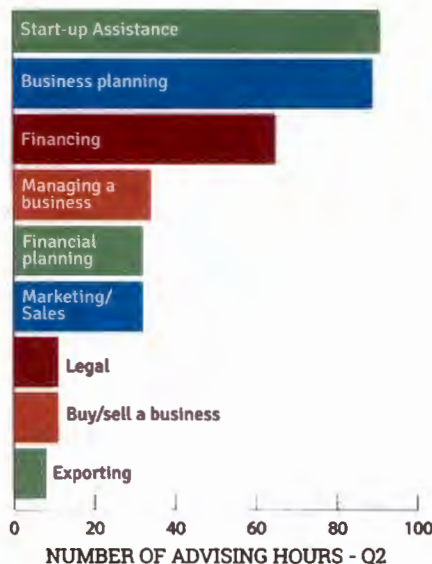 Start-up Assistance
Business planning
Financing
Managing a
business
Financial
planning
Marketing/
Sales
Legal
Buy/sell a business
Exporting
0 20 40 60 80 100
NUMBER OF ADVISING HOURS - Q2